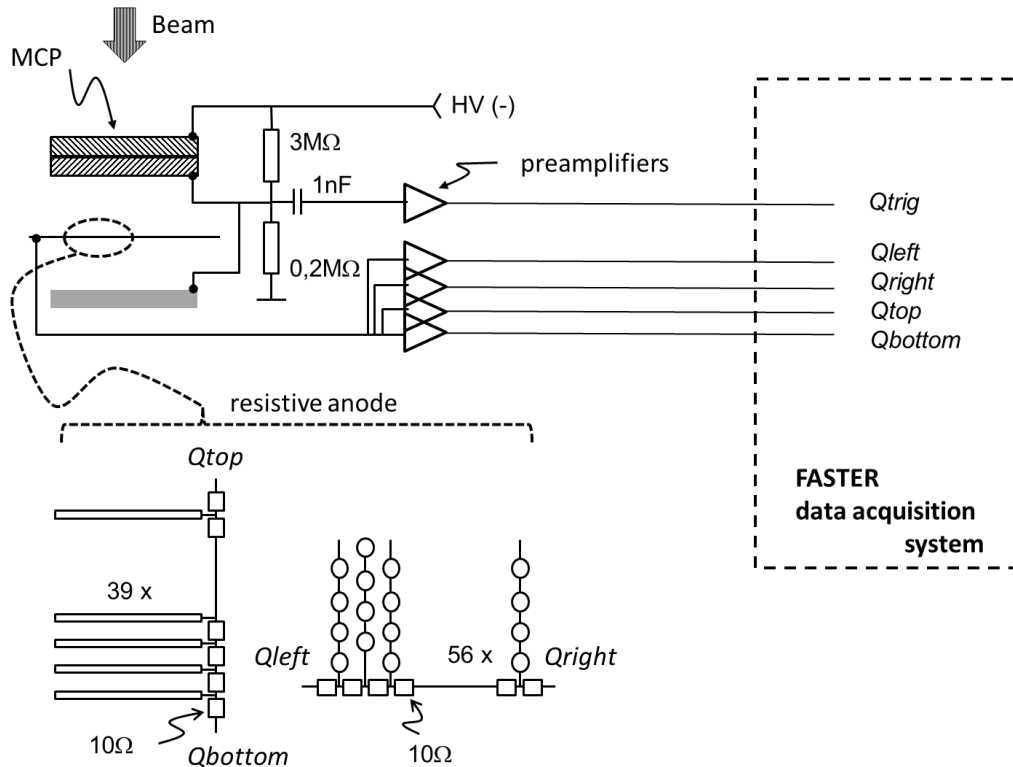 Beam
MCP
HV (-)
3MΩ
preamplifiers
1nF
Qtrig
Qleft
0,2MΩ
Qright
Qtop
Qbottom
resistive anode
Qtop
FASTER
data acquisition
system
39 x
Qleft
56 x
Qright
10Ω
Qbottom
10Ω